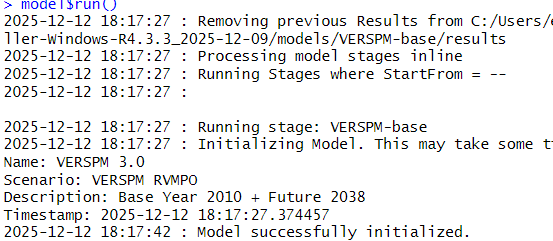 > model$run()
2025-12-12 18:17:27 : Removing previous Results from C:/Users/
ller-Windows-R4.3.3_2025-12-09/models/VERSPM-base/results
2025-12-12 18:17:27 : Processing model stages inline
2025-12-12 18:17:27 : Running Stages where StartFrom = --
2025-12-12 18:17:27 :
2025-12-12 18:17:27 : Running stage: VERSPM-base
2025-12-12 18:17:27 : Initializing Model. This may take some
Name: VERSPM 3.0
Scenario: VERSPM RVMPO
Description: Base Year 2010 + Future 2038
Timestamp: 2025-12-12 18:17:27.374457
2025-12-12 18:17:42 : Model successfully initialized.